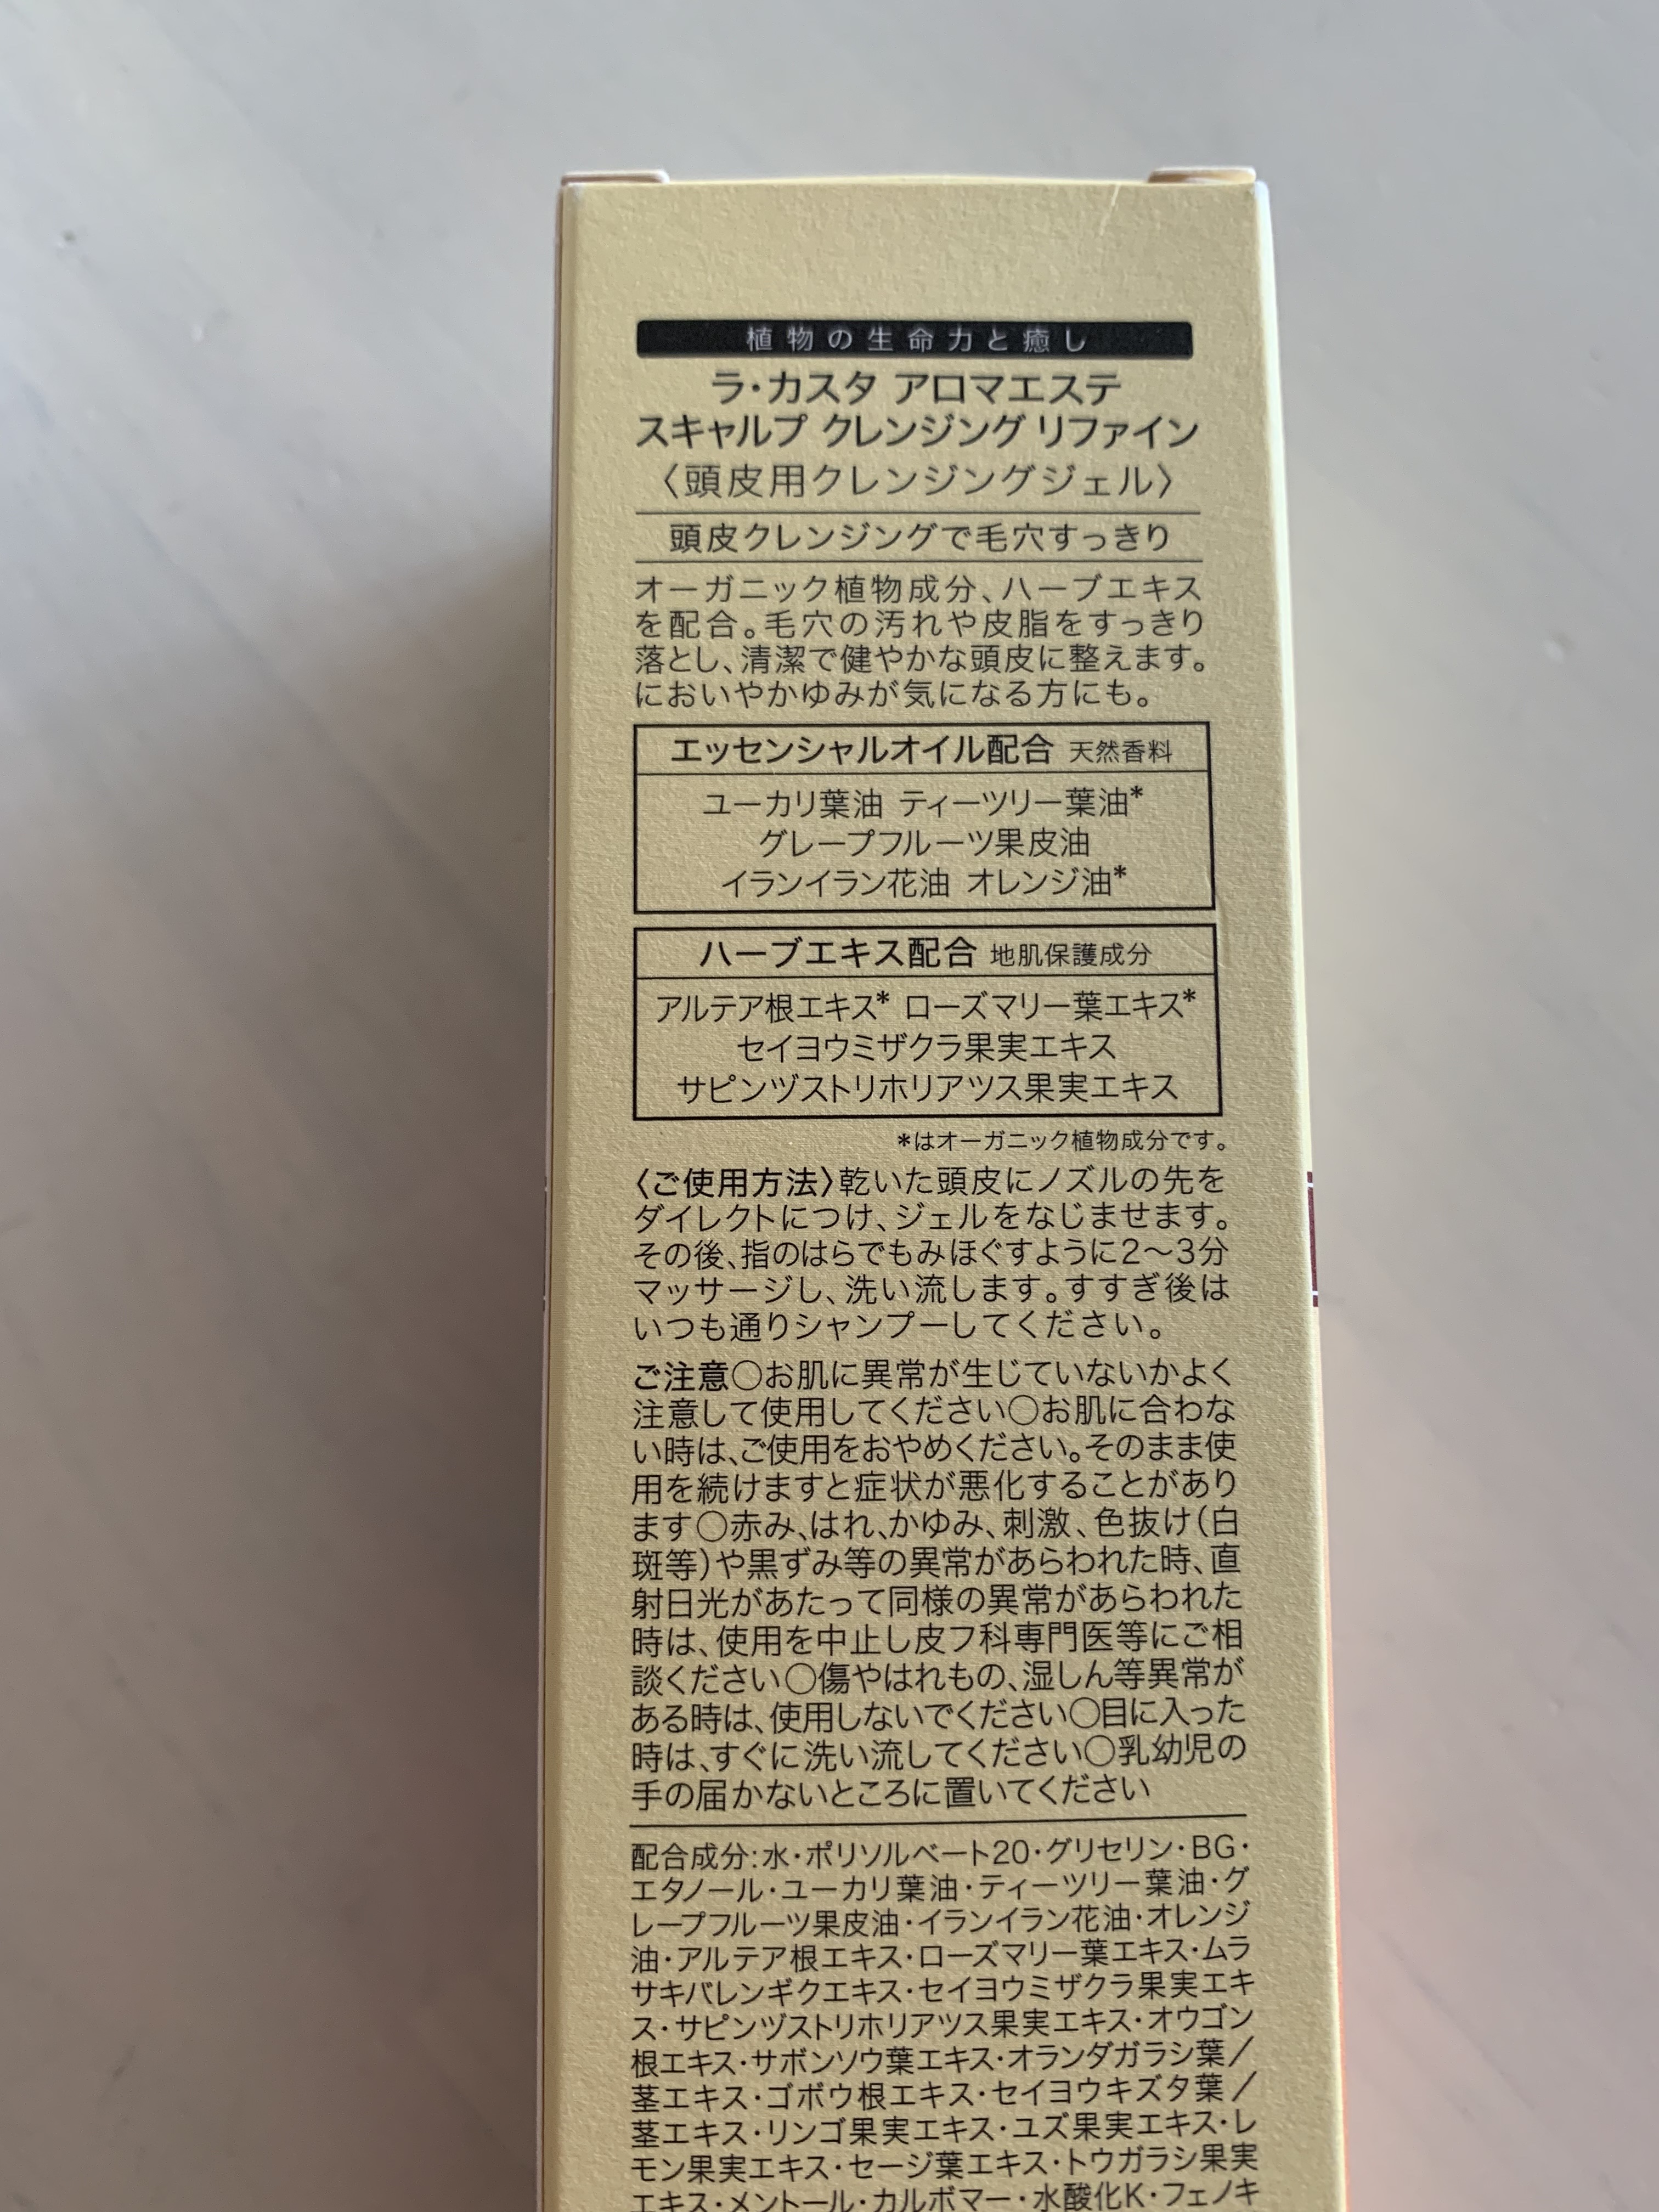 植物の生命力と癒し
ラ・カスタ アロマエステ
スキャルプ クレンジング リファイン
〈頭皮用クレンジングジェル〉
頭皮クレンジングで毛穴すっきり
オーガニック植物成分、ハーブエキス
を配合。毛穴の汚れや皮脂をすっきり
落とし、清潔で健やかな頭皮に整えます。
においやかゆみが気になる方にも。
エッセンシャルオイル配合 天然香料
ユーカリ葉油 ティーツリー葉油*
グレープフルーツ果皮油
イランイラン花油 オレンジ油*
ハーブエキス配合 地肌保護成分
アルテア根エキス* ローズマリー葉エキス*
セイヨウミザクラ果実エキス
サピンヅストリホリアツス果実エキス
*はオーガニック植物成分です。
〈ご使用方法〉乾いた頭皮にノズルの先を
ダイレクトにつけ、ジェルをなじませます。
その後、指のはらでもみほぐすように2〜3分
マッサージし、洗い流します。すすぎ後は
いつも通りシャンプーしてください。
ご注意○お肌に異常が生じていないかよく
注意して使用してください○お肌に合わな
い時は、ご使用をおやめください。そのまま使
用を続けますと症状が悪化することがあり
ます○赤み、はれ、かゆみ、刺激、色抜け(白
斑等)や黒ずみ等の異常があらわれた時、直
射日光があたって同様の異常があらわれた
時は、使用を中止し皮フ科専門医等にご相
談ください○傷やはれもの、湿しん等異常が
ある時は、使用しないでください○目に入った
時は、すぐに洗い流してください○乳幼児の
手の届かないところに置いてください
配合成分:水・ポリソルベート20・グリセリン・BG・
エタノール・ユーカリ葉油・ティーツリー葉油・グ
レープフルーツ果皮油・イランイラン花油・オレンジ
油・アルテア根エキス・ローズマリー葉エキス・ムラ
サキバレンギクエキス・セイヨウミザクラ果実エキ
ス・サピンヅストリホリアツス果実エキス・オウゴン
根エキス・サボンソウ葉エキス・オランダガラシ葉/
茎エキス・ゴボウ根エキス・セイヨウキズタ葉/
茎エキス・リンゴ果実エキス・ユズ果実エキス・レ
モン果実エキス・セージ葉エキス・トウガラシ果実
エキス・メントール・カルボマー・水酸化K・フェノキ